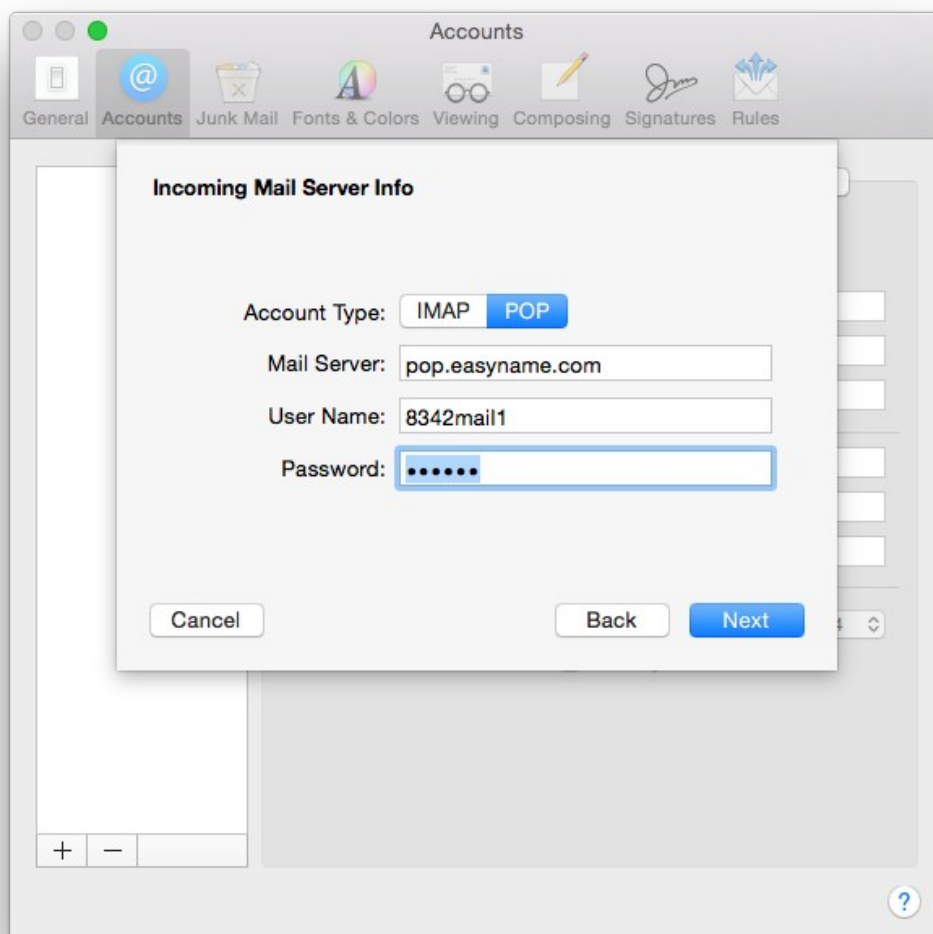 Accounts
General Accounts Junk Mail Fonts & Colors Viewing Composing Signatures Rules
Incoming Mail Server Info
Account Type: IMAP POP
Mail Server: pop.easyname.com
User Name: 8342mail1
Password: ••••••
Cancel Back Next
?